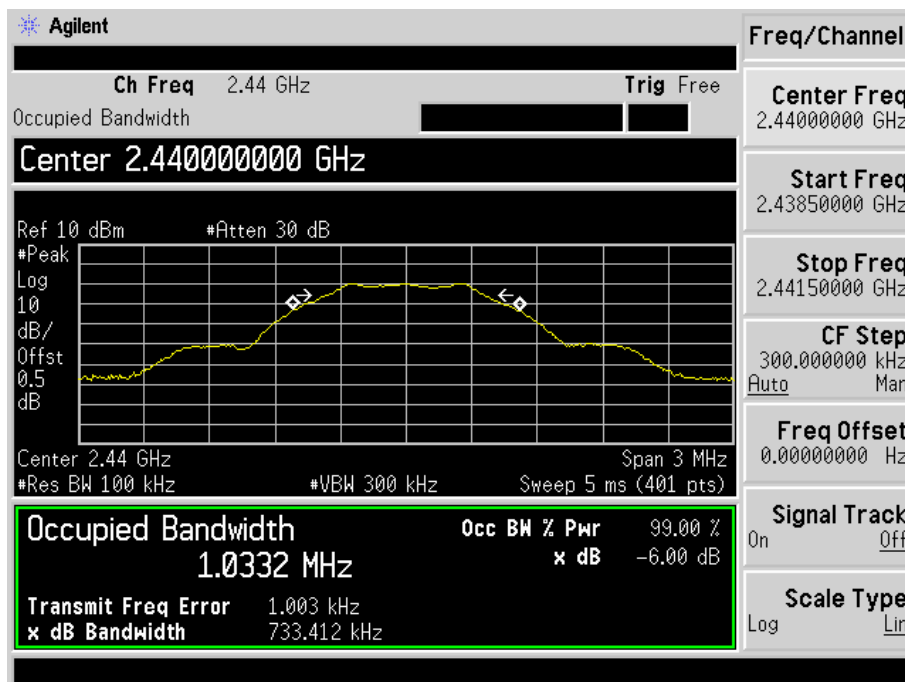 Agilent
Freq/Channel
Ch Freq 2.44 GHz Trig Free
Occupied Bandwidth
Center 2.440000000 GHz
Ref 10 dBm #Atten 30 dB
#Peak
Log
10
dB/
Offst
0.5
dB
Center 2.44 GHz Span 3 MHz
#Res BW 100 kHz #VBW 300 kHz Sweep 5 ms (401 pts)
Occupied Bandwidth Occ BW % Pwr 99.00 %
1.0332 MHz x dB -6.00 dB
Transmit Freq Error 1.003 kHz
x dB Bandwidth 733.412 kHz
Center Freq
2.44000000 GHz
Start Freq
2.43850000 GHz
Stop Freq
2.44150000 GHz
CF Step
300.000000 kHz
Auto Man
Freq Offset
0.00000000 Hz
Signal Track
On Off
Scale Type
Log Lin